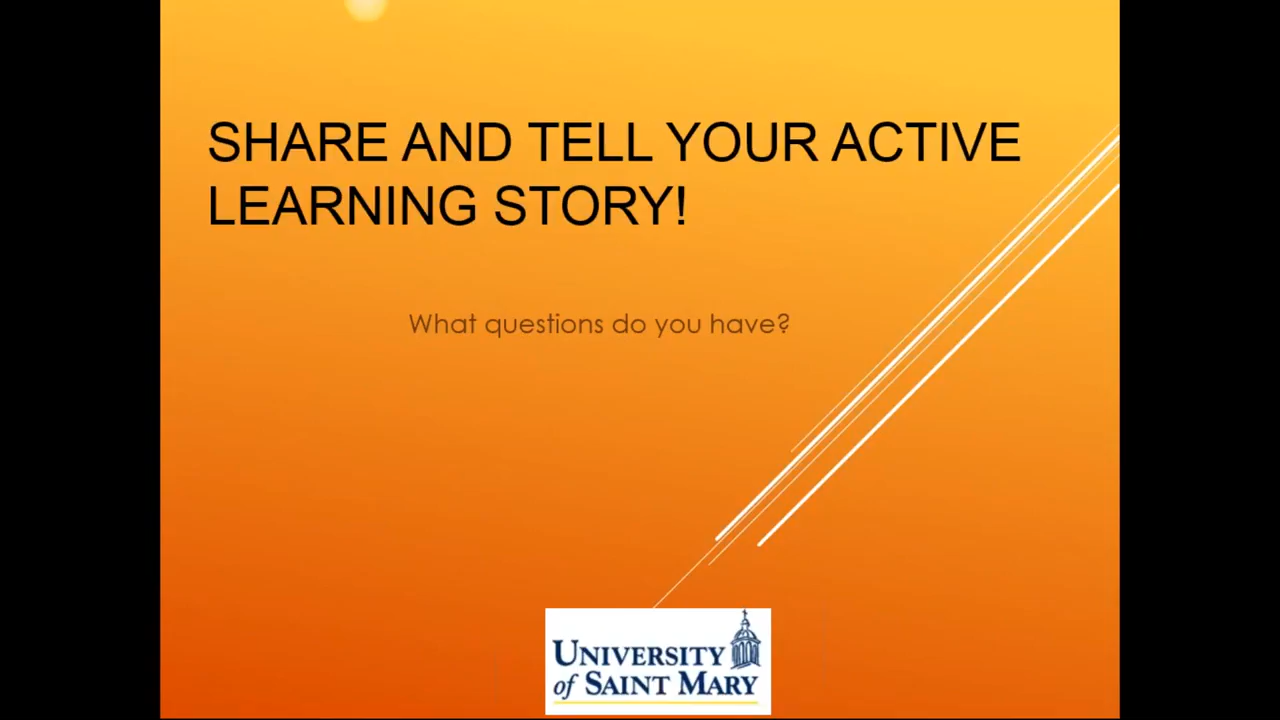 SHARE AND TELL YOUR ACTIVE
LEARNING STORY!
What questions do you have?
UNIVERSITY
of SAINT MARY